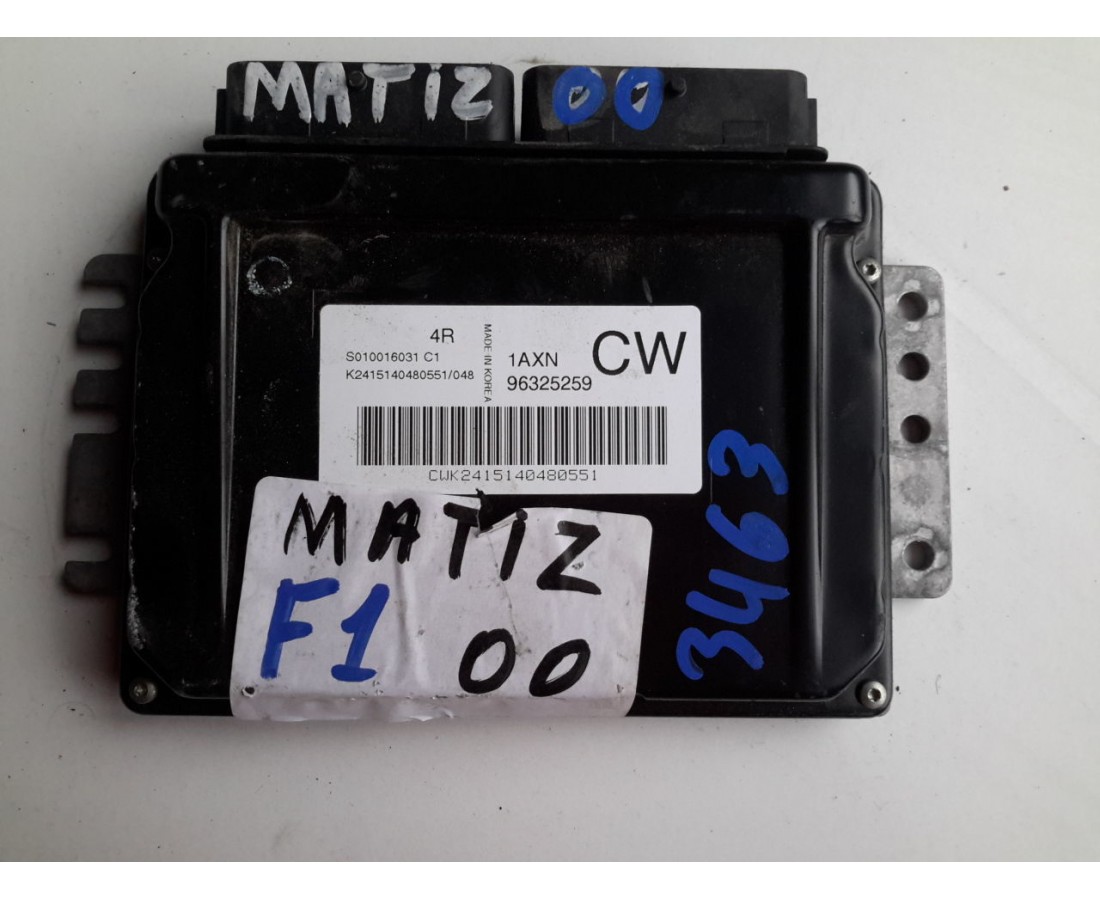 MATiZ 00
4R
S010016031 C1
K2415140480551/048
MADE IN KOREA
1AXN
96325259
CW
CWK2415140480551
MATiZ
F1 00
3463